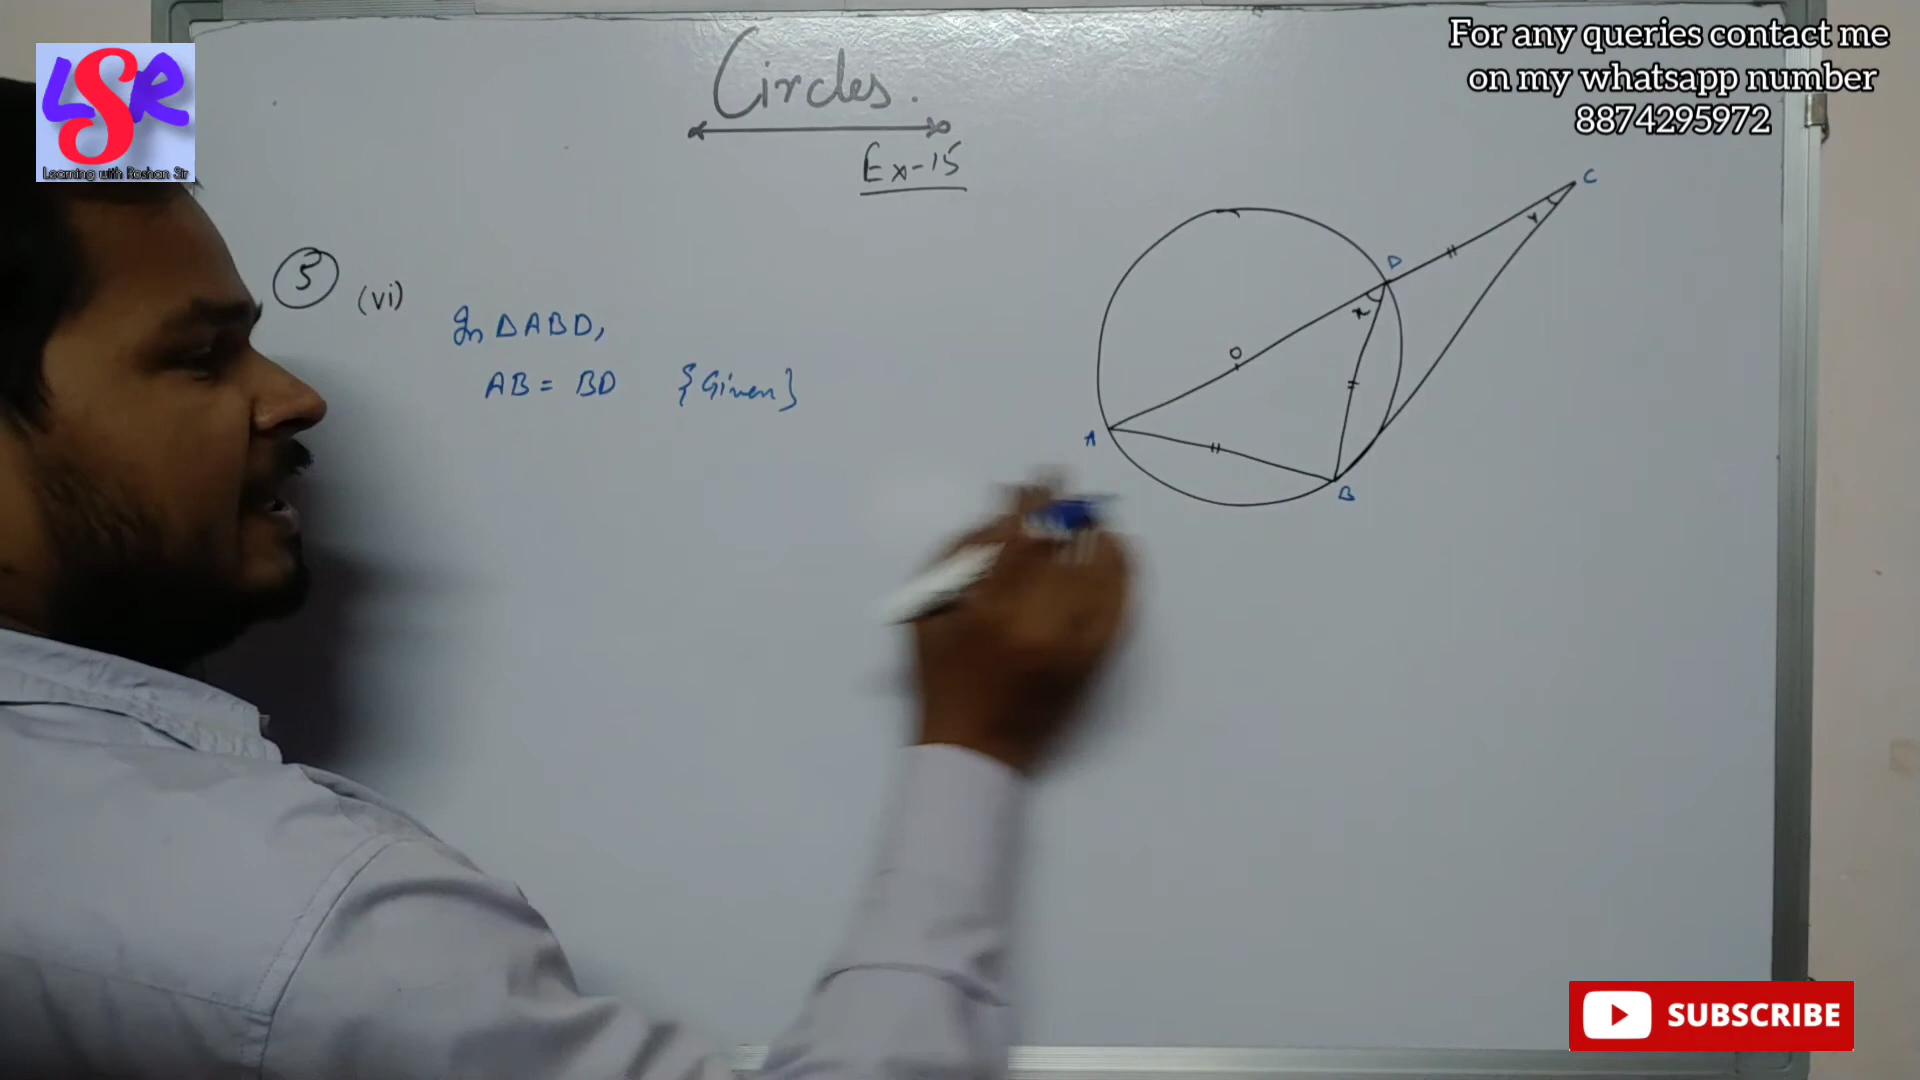 LSR
Learning with Roshan Sir
For any queries contact me
on my whatsapp number
8874295972
Circles.
Ex-15
5 (vi)
In ΔABD,
AB = BD {Given}
C
y
D
x
O
A
B
SUBSCRIBE